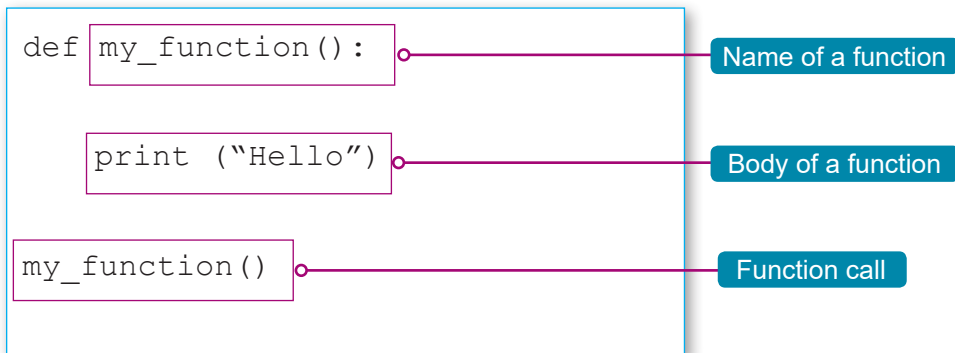 def my_function():
Name of a function
print (“Hello”)
Body of a function
my_function()
Function call